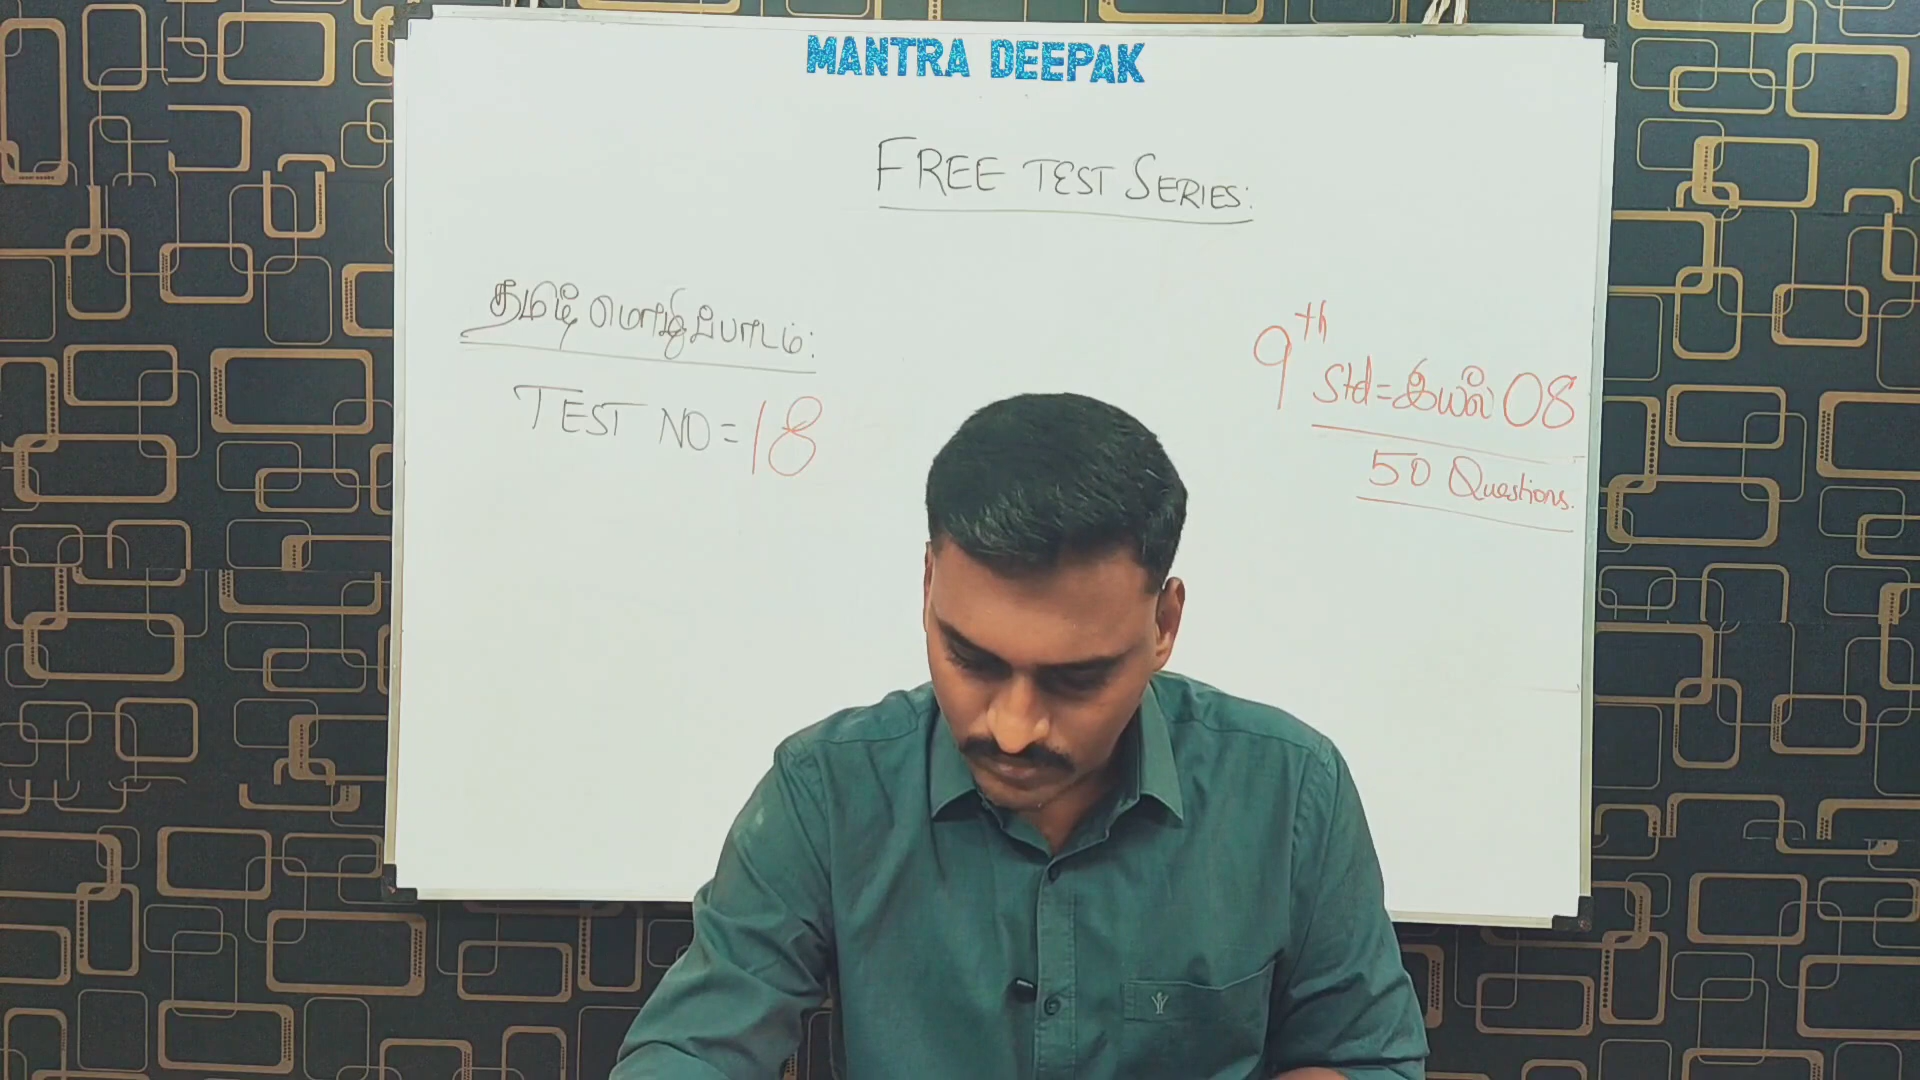 MANTRA DEEPAK
FREE TEST SERIES:
தமிழ் மொழிப்பாடம்:
TEST NO = 18
9th Std = இயல் 08
50 Questions.